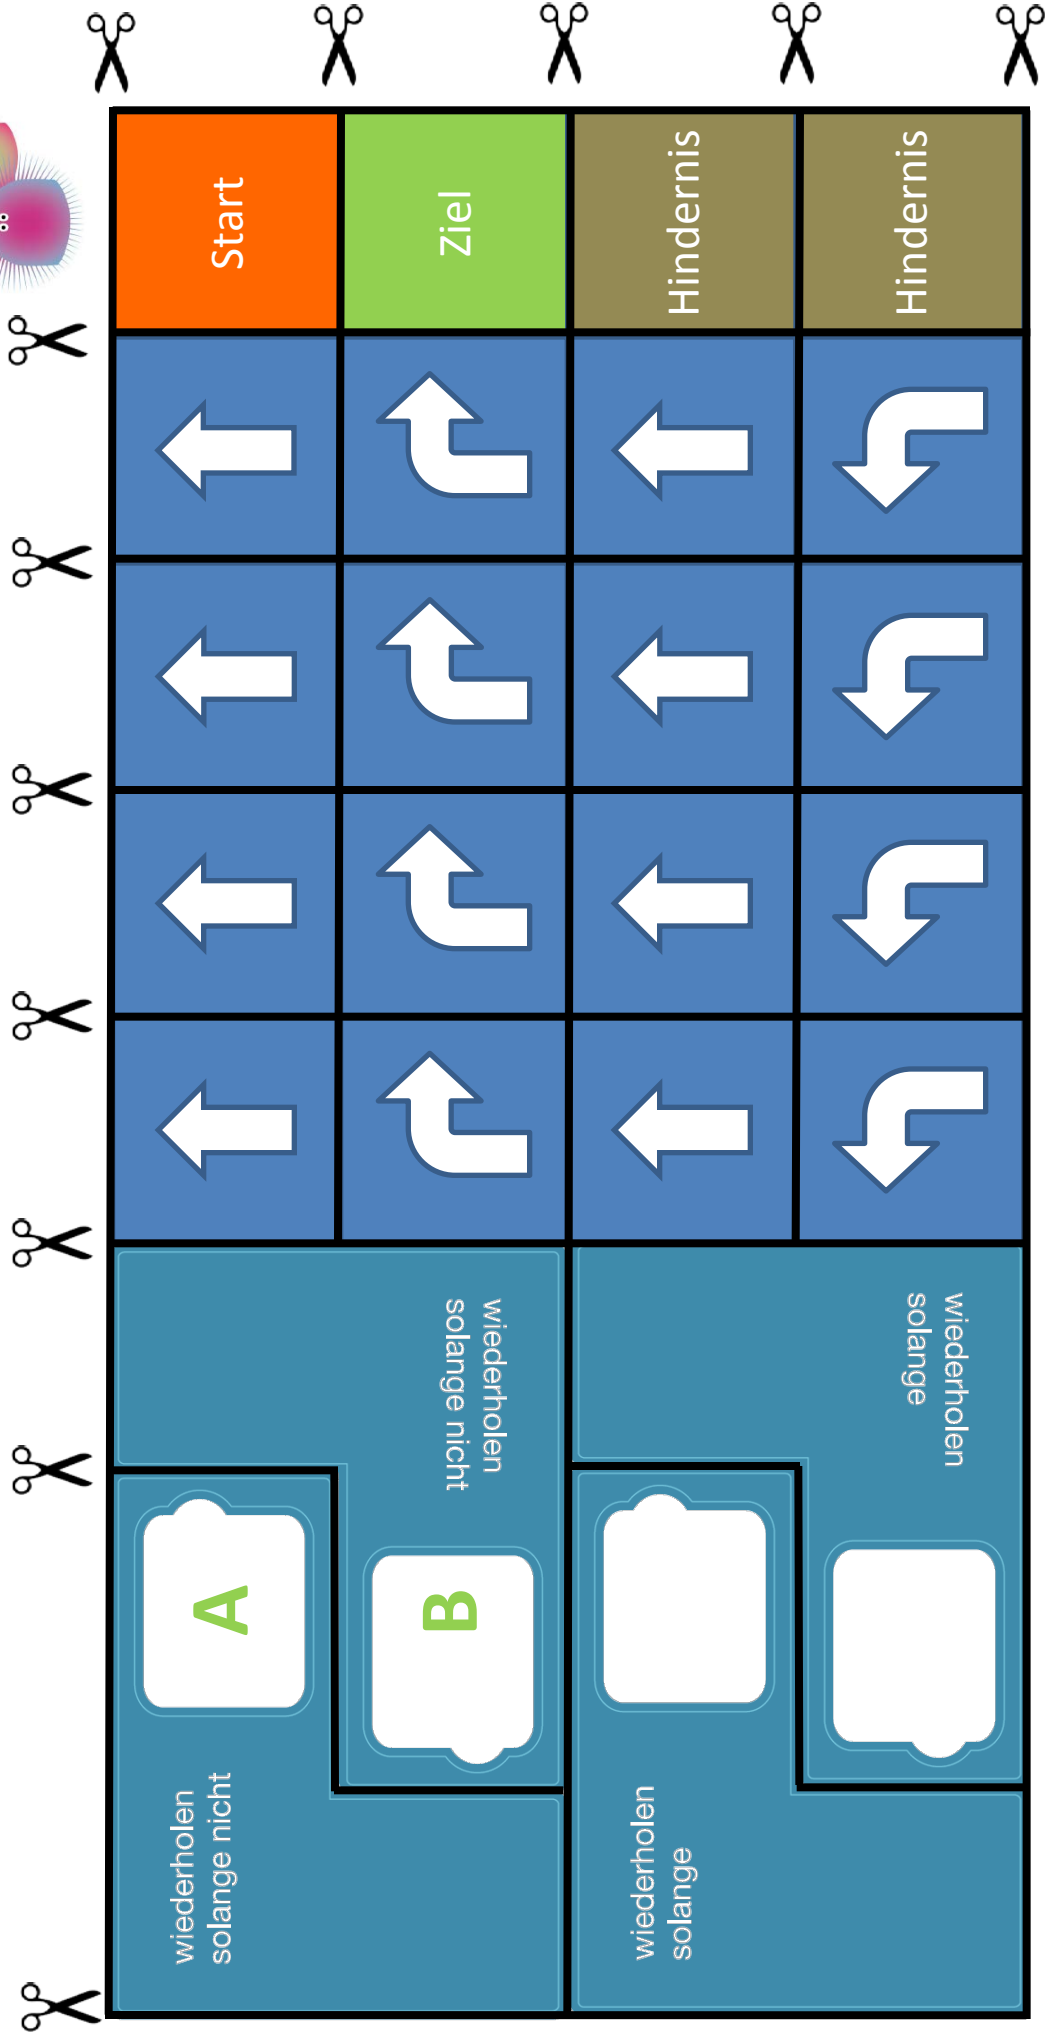 Start
Ziel
Hindernis
Hindernis
wiederholen
solange nicht
wiederholen
solange
A
B
wiederholen
solange nicht
wiederholen
solange